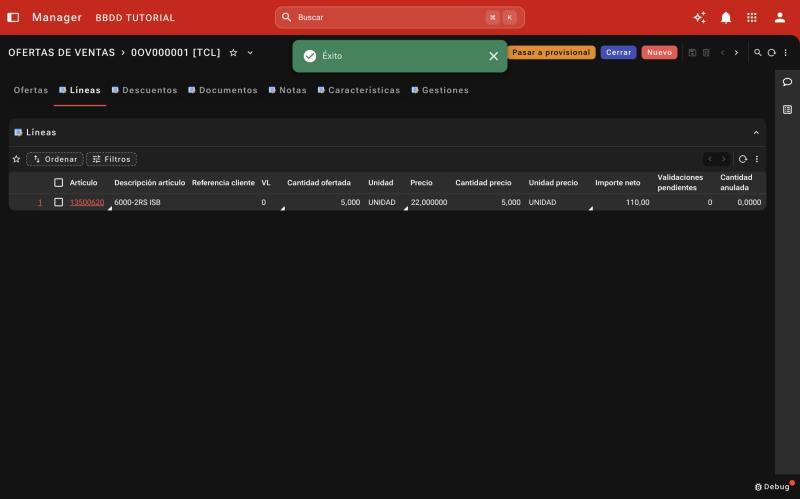 Manager
BBDD TUTORIAL
Buscar
⌘ K
OFERTAS DE VENTAS > 0OV000001 [TCL]
Éxito
Pasar a provisional
Cerrar
Nuevo
Ofertas
Líneas
Descuentos
Documentos
Notas
Características
Gestiones
Líneas
Ordenar
Filtros
Artículo Descripción artículo Referencia cliente VL Cantidad ofertada Unidad Precio Cantidad precio Unidad precio Importe neto Validaciones pendientes Cantidad anulada
1 13500620 6000-2RS ISB 0 5,000 UNIDAD 22,000000 5,000 UNIDAD 110,00 0 0,0000
Debug